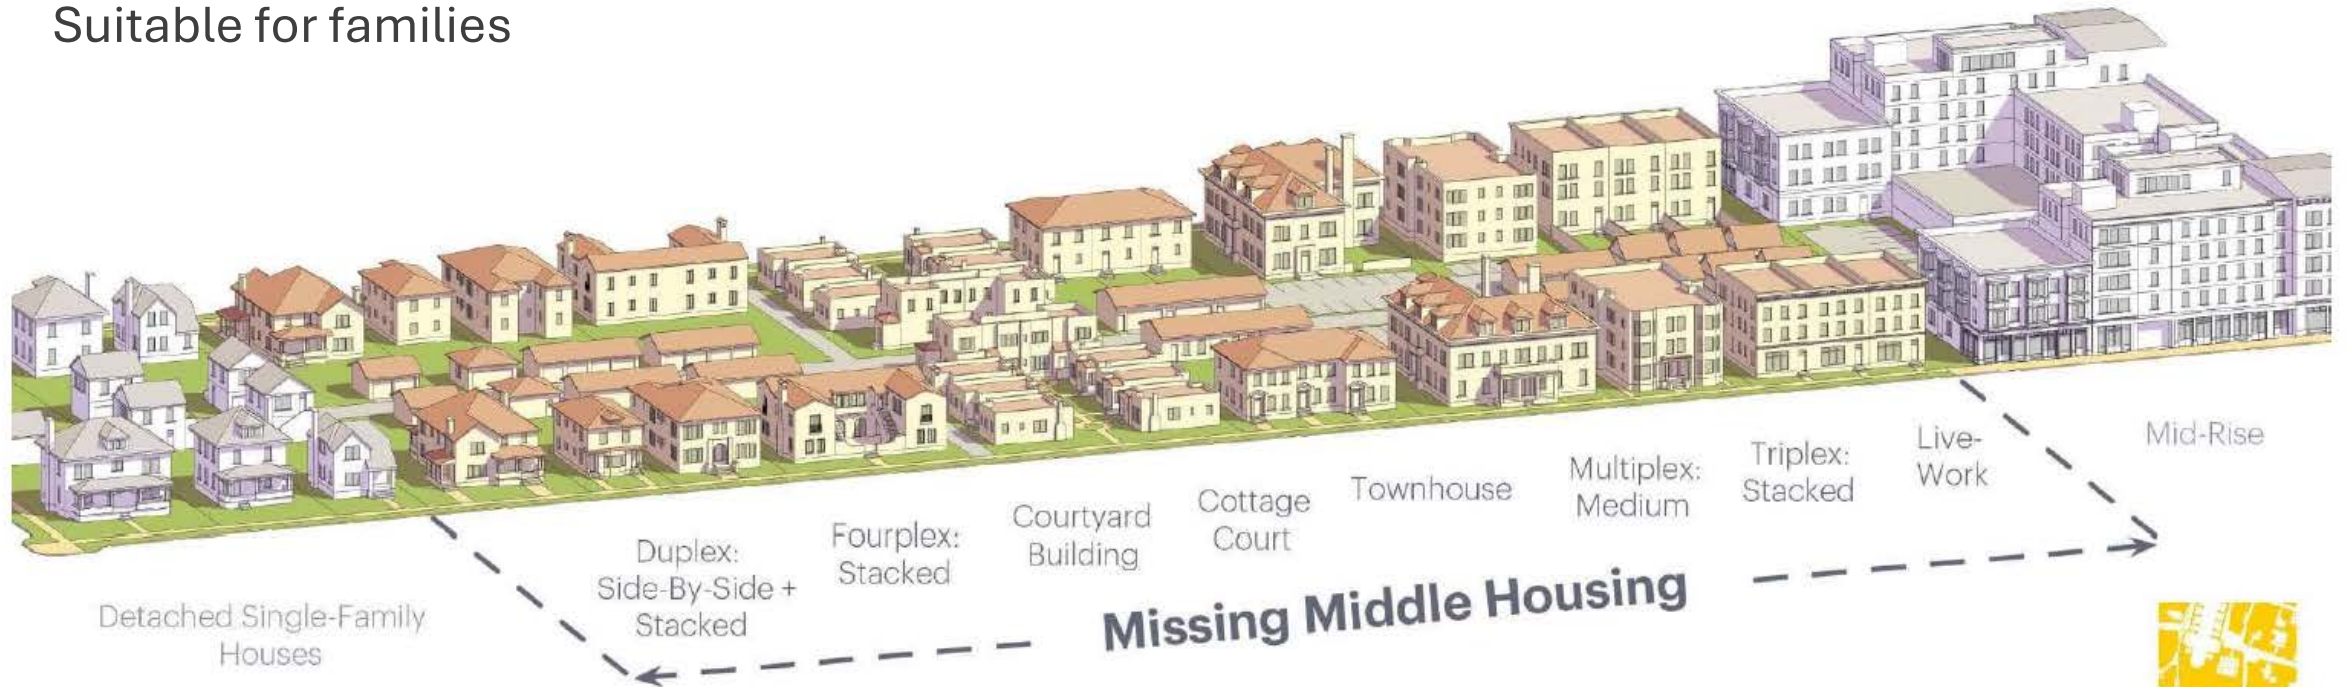 Suitable for families
Detached Single-Family
Houses
Duplex:
Side-By-Side +
Stacked
Fourplex:
Stacked
Courtyard
Building
Cottage
Court
Townhouse
Multiplex:
Medium
Triplex:
Stacked
Live-
Work
Mid-Rise
Missing Middle Housing